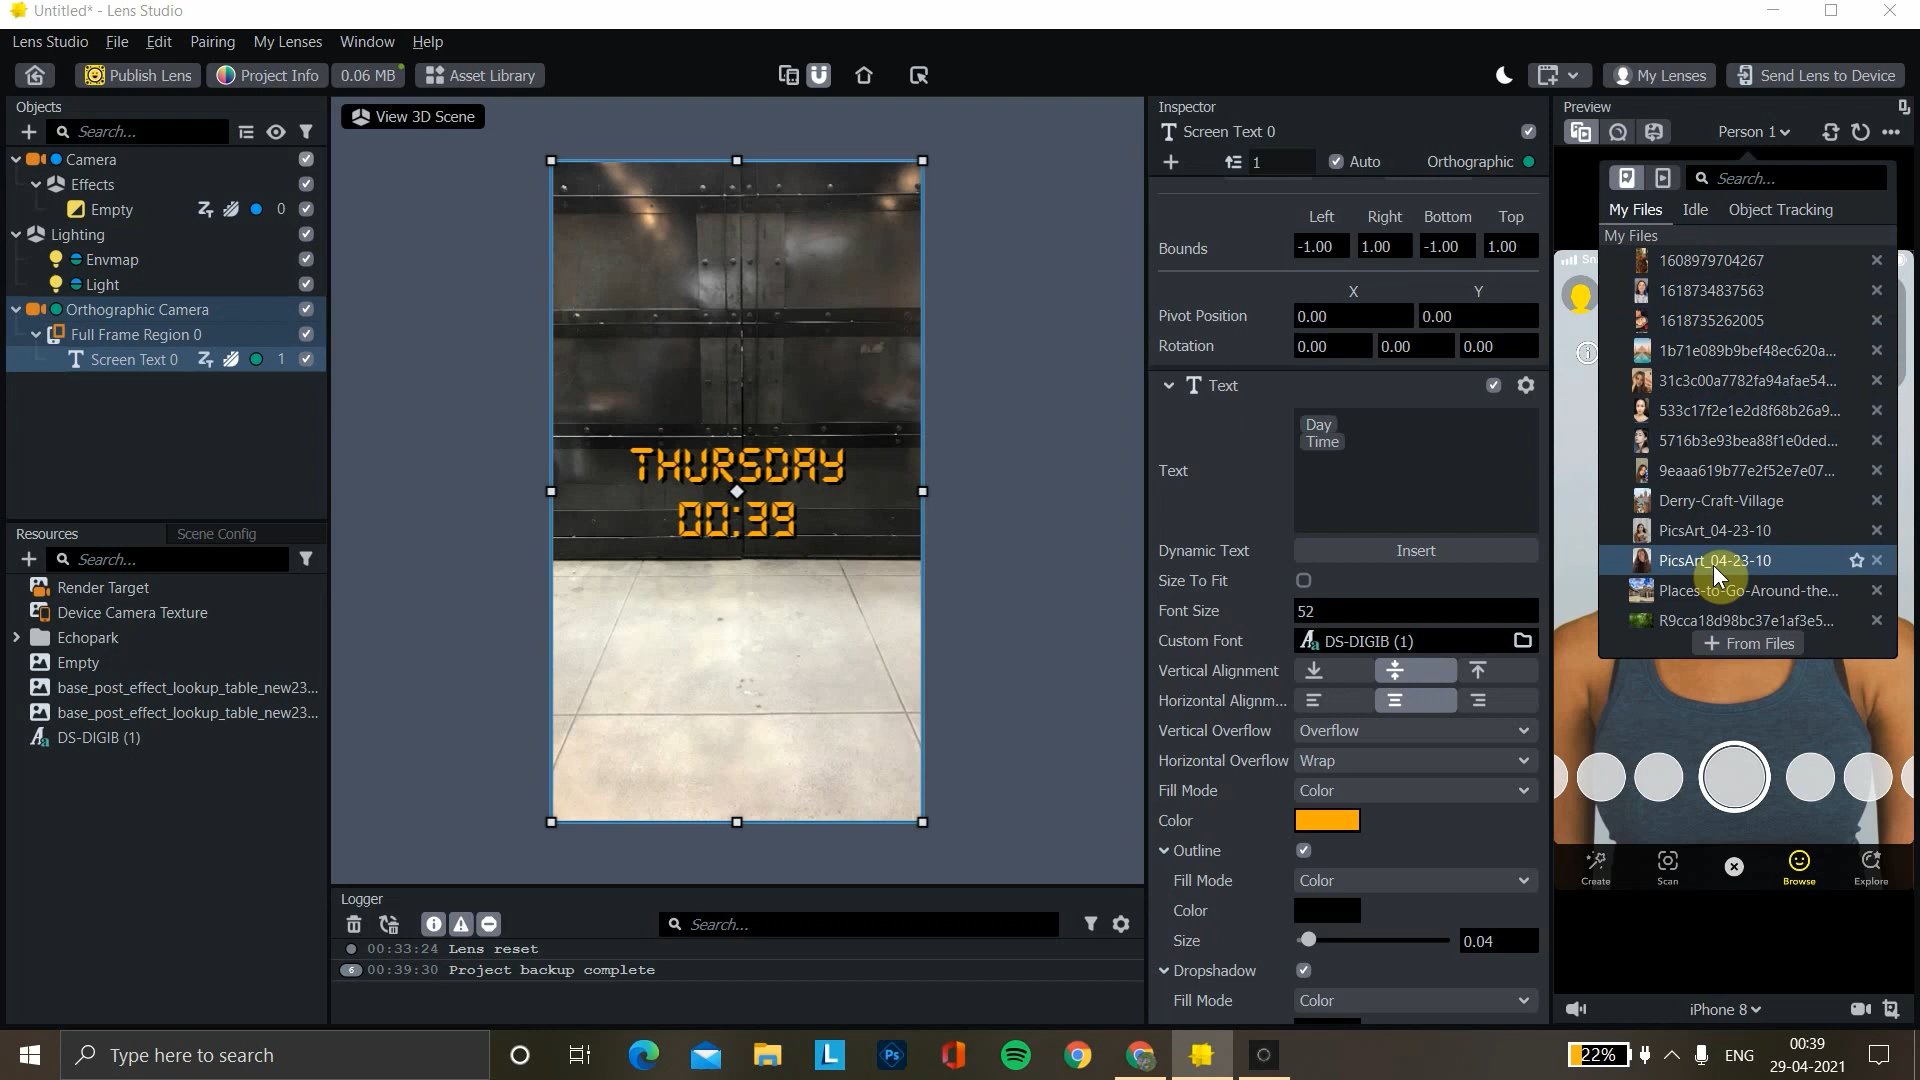 Untitled* - Lens Studio
Lens Studio File Edit Pairing My Lenses Window Help
Publish Lens Project Info 0.06 MB Asset Library My Lenses Send Lens to Device
Objects
Search...
Camera
Effects
Empty 0
Lighting
Envmap
Light
Orthographic Camera
Full Frame Region 0
Screen Text 0 1
Resources Scene Config
Search...
Render Target
Device Camera Texture
Echopark
Empty
base_post_effect_lookup_table_new23...
base_post_effect_lookup_table_new23...
DS-DIGIB (1)
View 3D Scene
THURSDAY
00:39
Logger
Search...
00:33:24 Lens reset
6 00:39:30 Project backup complete
Inspector
Screen Text 0
1 Auto Orthographic
Left Right Bottom Top
Bounds -1.00 1.00 -1.00 1.00
X Y
Pivot Position 0.00 0.00
Rotation 0.00 0.00 0.00
Text
Day
Time
Text
Dynamic Text Insert
Size To Fit
Font Size 52
Custom Font DS-DIGIB (1)
Vertical Alignment
Horizontal Alignm...
Vertical Overflow Overflow
Horizontal Overflow Wrap
Fill Mode Color
Color
Outline
Fill Mode Color
Color
Size 0.04
Dropshadow
Fill Mode Color
Preview
Person 1
Search...
My Files Idle Object Tracking
My Files
1608979704267
1618734837563
1618735262005
1b71e089b9bef48ec620a...
31c3c00a7782fa94afae54...
533c17f2e1e2d8f68b26a9...
5716b3e93bea88f1e0ded...
9eaaa619b77e2f52e7e07...
Derry-Craft-Village
PicsArt_04-23-10
PicsArt_04-23-10
Places-to-Go-Around-the...
R9cca18d98bc37e1af3e5...
+ From Files
Create Scan Browse Explore
iPhone 8
Type here to search
22% ENG 00:39
29-04-2021